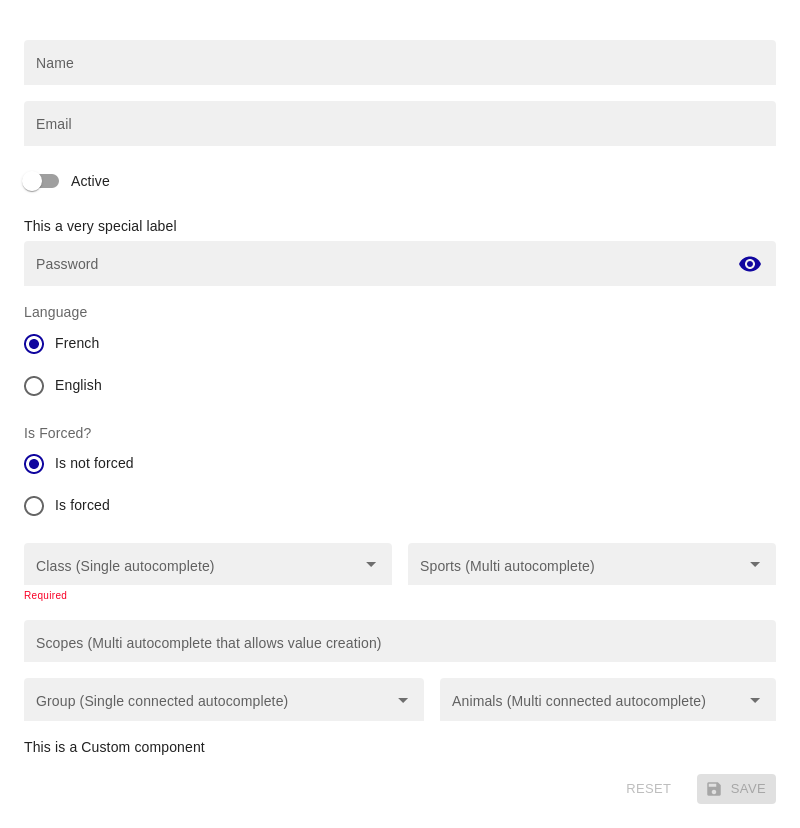 Name
Email
Active
This a very special label
Password
Language
French
English
Is Forced?
Is not forced
Is forced
Class (Single autocomplete)
Sports (Multi autocomplete)
Required
Scopes (Multi autocomplete that allows value creation)
Group (Single connected autocomplete)
Animals (Multi connected autocomplete)
This is a Custom component
RESET
SAVE